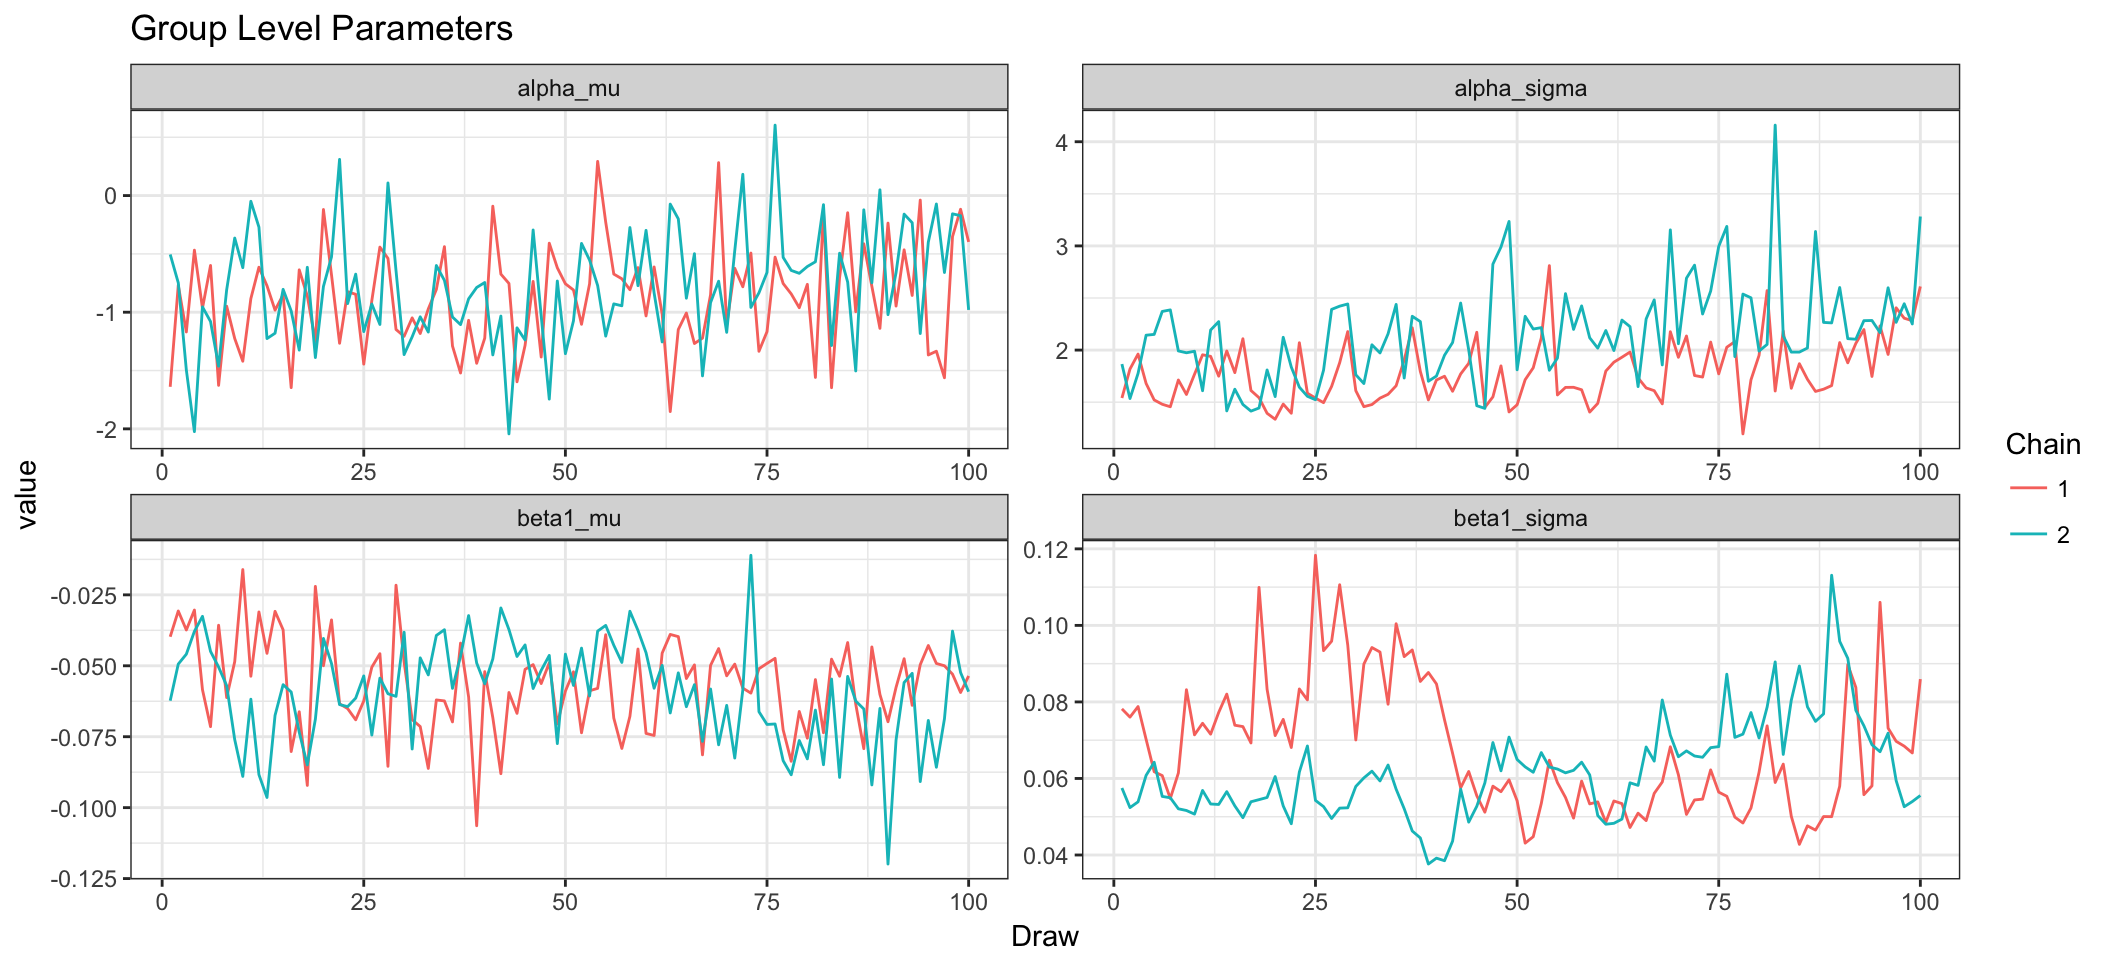 Group Level Parameters
alpha_mu
alpha_sigma
0
-1
-2
4
3
2
0 25 50 75 100
0 25 50 75 100
beta1_mu
beta1_sigma
-0.025
-0.050
-0.075
-0.100
-0.125
0.12
0.10
0.08
0.06
0.04
0 25 50 75 100
0 25 50 75 100
value
Draw
Chain
1
2